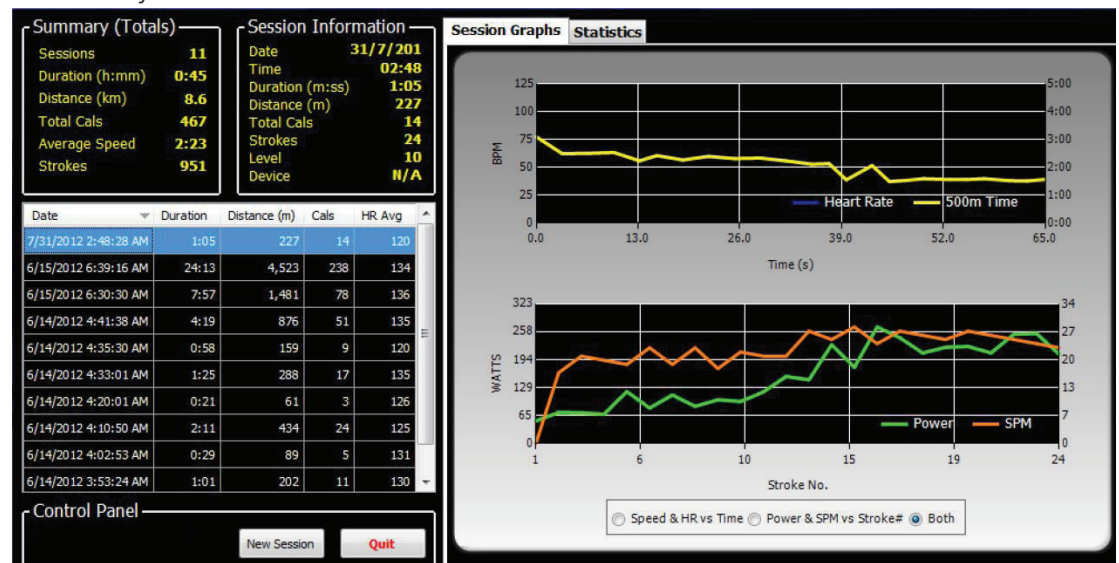 Summary (Totals)
Sessions 11
Duration (h:mm) 0:45
Distance (km) 8.6
Total Cals 467
Average Speed 2:23
Strokes 951
Session Information
Date 31/7/201
Time 02:48
Duration (m:ss) 1:05
Distance (m) 227
Total Cals 14
Strokes 24
Level 10
Device N/A
Date Duration Distance (m) Cals HR Avg
7/31/2012 2:48:28 AM 1:05 227 14 120
6/15/2012 6:39:16 AM 24:13 4,523 238 134
6/15/2012 6:30:30 AM 7:57 1,481 78 136
6/14/2012 4:41:38 AM 4:19 876 51 135
6/14/2012 4:35:30 AM 0:58 159 9 120
6/14/2012 4:33:01 AM 1:25 288 17 135
6/14/2012 4:20:01 AM 0:21 61 3 126
6/14/2012 4:10:50 AM 2:11 434 24 125
6/14/2012 4:02:53 AM 0:29 89 5 131
6/14/2012 3:53:24 AM 1:01 202 11 130
Control Panel
New Session Quit
Session Graphs Statistics
125 5:00
100 4:00
75 3:00
50 2:00
25 1:00
0 0:00
BPM
Heart Rate 500m Time
0.0 13.0 26.0 39.0 52.0 65.0
Time (s)
323 34
258 27
194 20
129 13
65 7
0 0
WATTS
Power SPM
1 6 10 15 19 24
Stroke No.
Speed & HR vs Time Power & SPM vs Stroke# Both